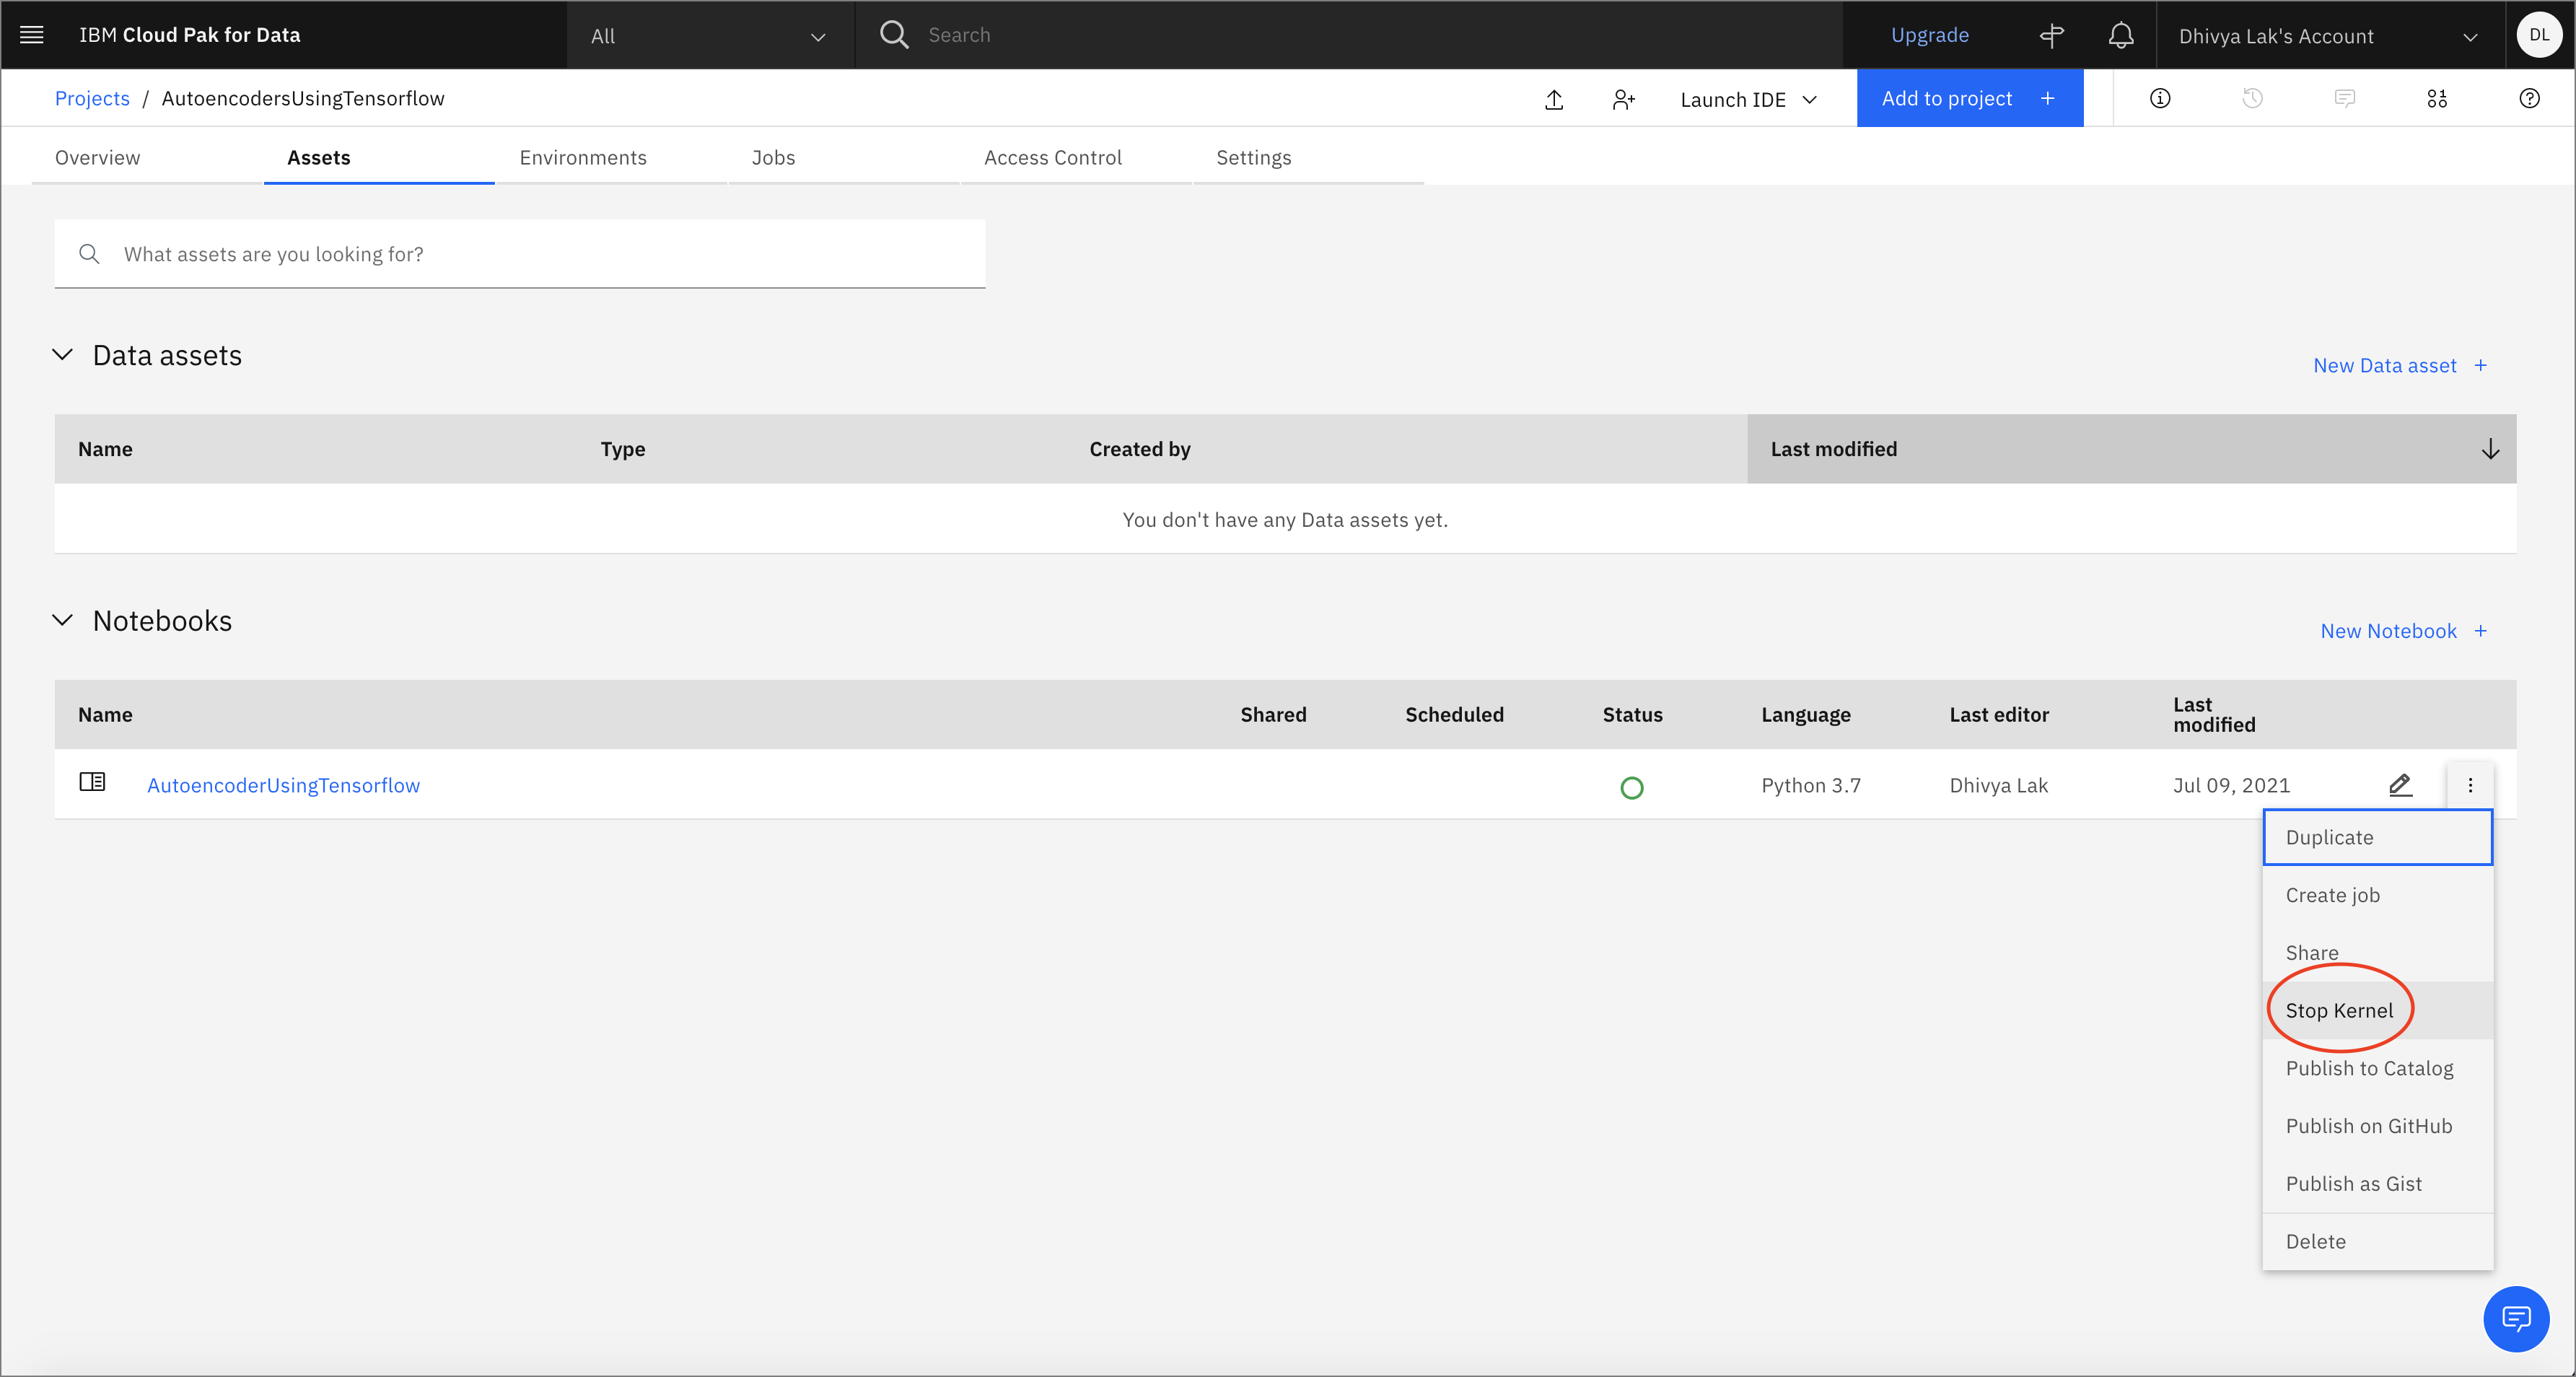 IBM Cloud Pak for Data
All
Search
Upgrade
Dhivya Lak's Account
DL
Projects / AutoencodersUsingTensorflow
Launch IDE
Add to project +
Overview
Assets
Environments
Jobs
Access Control
Settings
What assets are you looking for?
Data assets
New Data asset +
Name
Type
Created by
Last modified
You don't have any Data assets yet.
Notebooks
New Notebook +
Name
Shared
Scheduled
Status
Language
Last editor
Last
modified
AutoencoderUsingTensorflow
Python 3.7
Dhivya Lak
Jul 09, 2021
Duplicate
Create job
Share
Stop Kernel
Publish to Catalog
Publish on GitHub
Publish as Gist
Delete